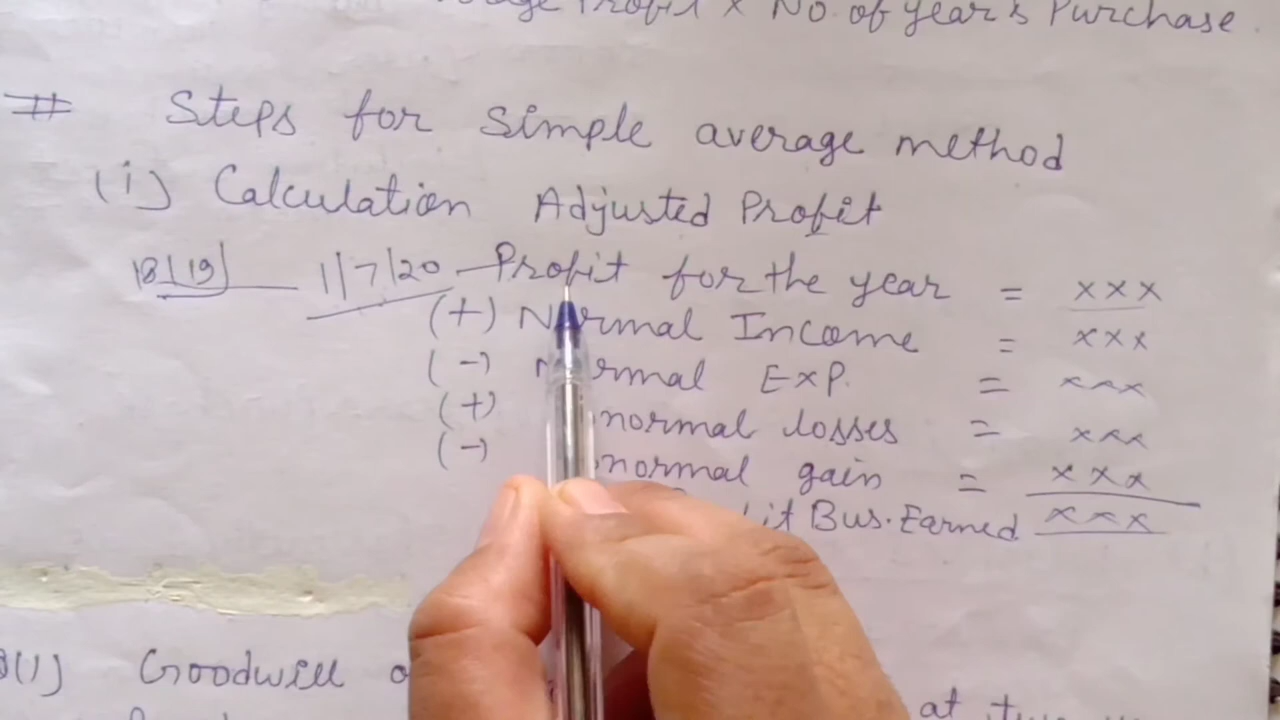 Profit x No. of year's Purchase.
# Steps for Simple average method
(i) Calculation Adjusted Profit
18|19| 1/7/20 - Profit for the year = xxx
(+) Normal Income = xxx
(-) Normal Exp. = xxx
(+) normal losses = xxx
(-) normal gain = xxx
Bus. Earned xxx
Goodwill
at